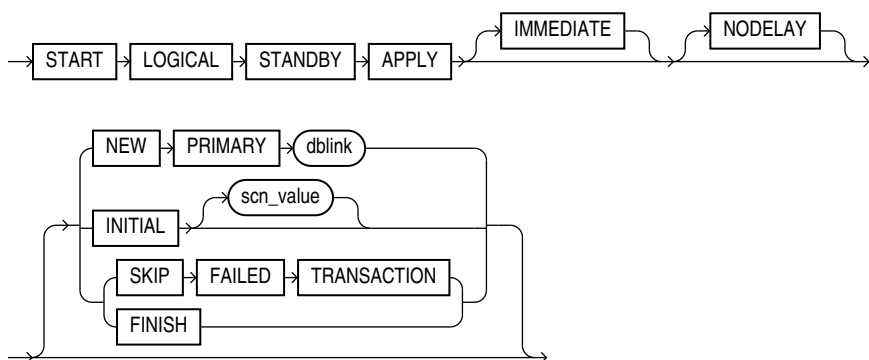 START LOGICAL STANDBY APPLY IMMEDIATE NODELAY
NEW PRIMARY dblink
INITIAL scn_value
SKIP FAILED TRANSACTION
FINISH